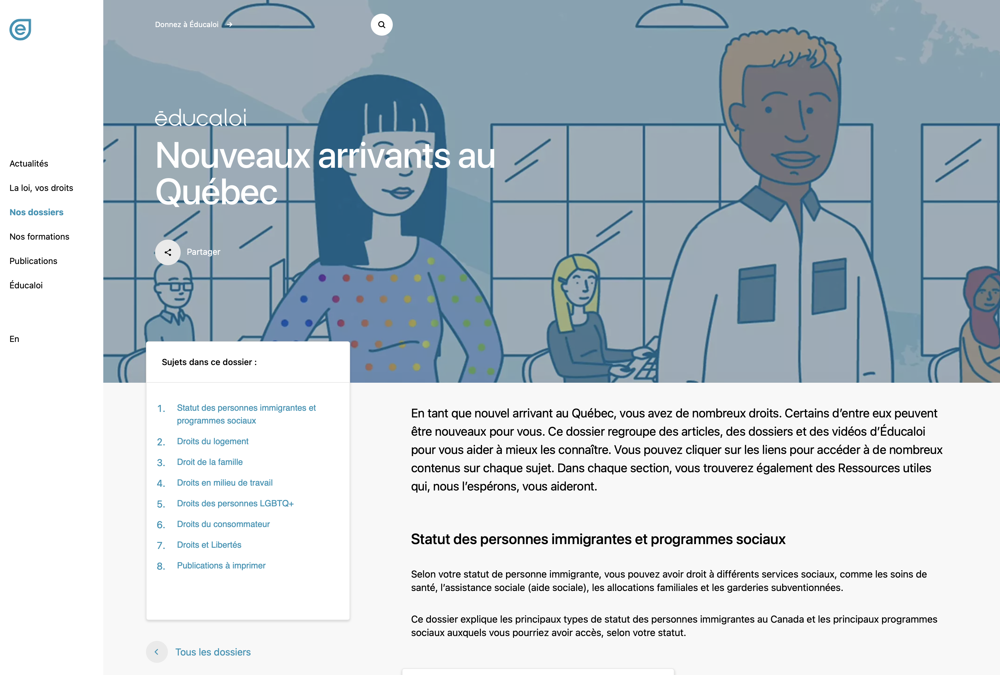 Donnez à Éducaloi →
ēducaloi
Nouveaux arrivants au
Québec
Partager
Actualités
La loi, vos droits
Nos dossiers
Nos formations
Publications
Éducaloi
En
Sujets dans ce dossier :
1. Statut des personnes immigrantes et
programmes sociaux
2. Droits du logement
3. Droit de la famille
4. Droits en milieu de travail
5. Droits des personnes LGBTQ+
6. Droits du consommateur
7. Droits et Libertés
8. Publications à imprimer
Tous les dossiers
En tant que nouvel arrivant au Québec, vous avez de nombreux droits. Certains d’entre eux peuvent
être nouveaux pour vous. Ce dossier regroupe des articles, des dossiers et des vidéos d’Éducaloi
pour vous aider à mieux les connaître. Vous pouvez cliquer sur les liens pour accéder à de nombreux
contenus sur chaque sujet. Dans chaque section, vous trouverez également des Ressources utiles
qui, nous l’espérons, vous aideront.
Statut des personnes immigrantes et programmes sociaux
Selon votre statut de personne immigrante, vous pouvez avoir droit à différents services sociaux, comme les soins de
santé, l’assistance sociale (aide sociale), les allocations familiales et les garderies subventionnées.
Ce dossier explique les principaux types de statut des personnes immigrantes au Canada et les principaux programmes
sociaux auxquels vous pourriez avoir accès, selon votre statut.